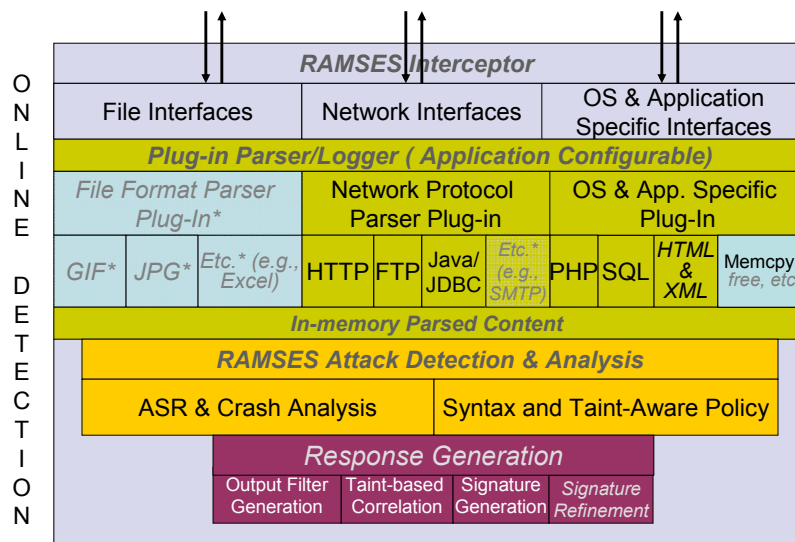 ONLINE DETECTION
RAMSES Interceptor
File Interfaces
Network Interfaces
OS & Application
Specific Interfaces
Plug-in Parser/Logger ( Application Configurable)
File Format Parser
Plug-In*
Network Protocol
Parser Plug-in
OS & App. Specific
Plug-In
GIF*
JPG*
Etc.* (e.g.,
Excel)
HTTP
FTP
Java/
JDBC
Etc.*
(e.g.,
SMTP)
PHP
SQL
HTML
&
XML
Memcpy
free, etc
In-memory Parsed Content
RAMSES Attack Detection & Analysis
ASR & Crash Analysis
Syntax and Taint-Aware Policy
Response Generation
Output Filter
Generation
Taint-based
Correlation
Signature
Generation
Signature
Refinement